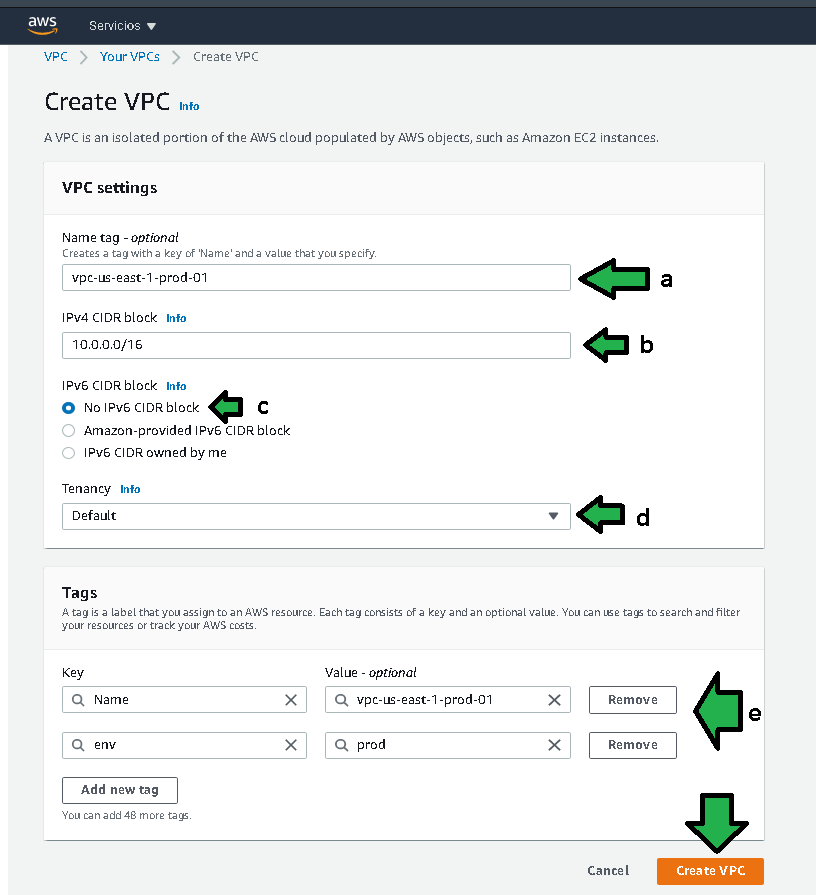 aws Servicios
VPC Your VPCs Create VPC
Create VPC Info
A VPC is an isolated portion of the AWS cloud populated by AWS objects, such as Amazon EC2 instances.
VPC settings
Name tag - optional
Creates a tag with a key of 'Name' and a value that you specify.
vpc-us-east-1-prod-01 a
IPv4 CIDR block Info
10.0.0.0/16 b
IPv6 CIDR block Info
No IPv6 CIDR block c
Amazon-provided IPv6 CIDR block
IPv6 CIDR owned by me
Tenancy Info
Default d
Tags
A tag is a label that you assign to an AWS resource. Each tag consists of a key and an optional value. You can use tags to search and filter
your resources or track your AWS costs.
Key Value - optional
Name vpc-us-east-1-prod-01 Remove e
env prod Remove
Add new tag
You can add 48 more tags.
Cancel Create VPC